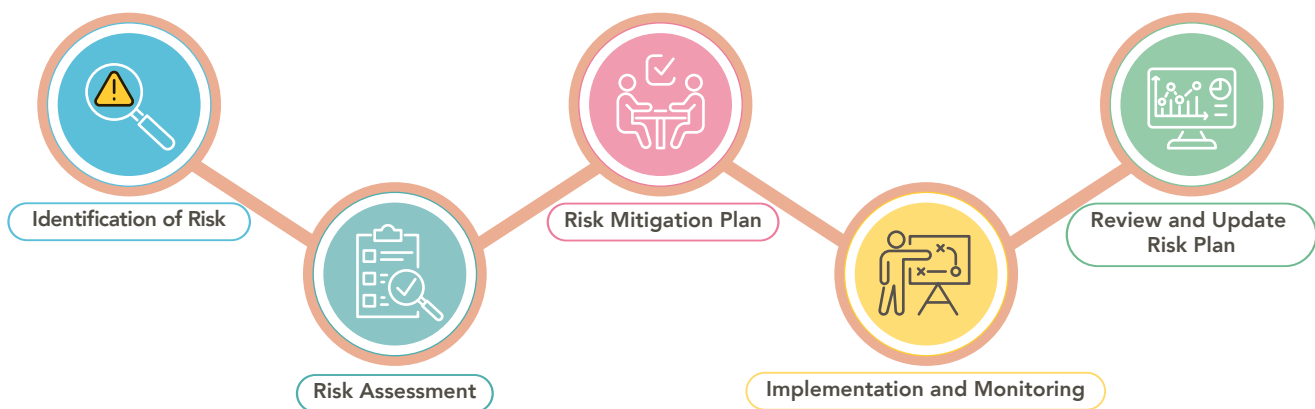 Identification of Risk
Risk Assessment
Risk Mitigation Plan
Implementation and Monitoring
Review and Update
Risk Plan